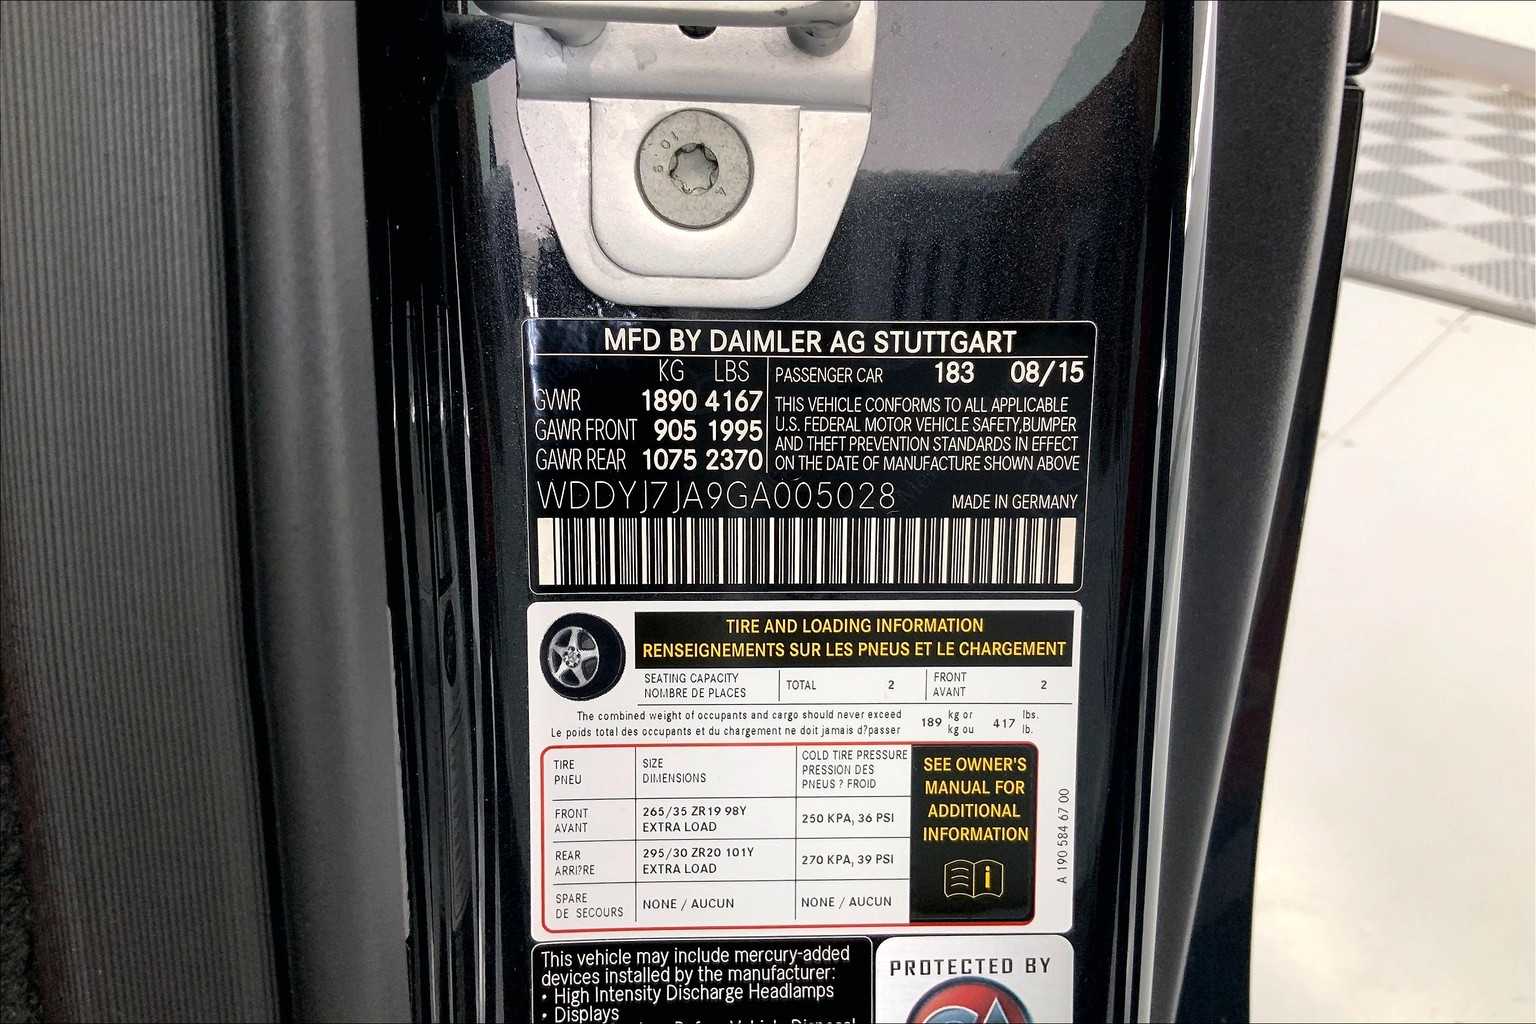 MFD BY DAIMLER AG STUTTGART
KG LBS
GVWR 1890 4167
GAWR FRONT 905 1995
GAWR REAR 1075 2370
PASSENGER CAR 183 08/15
THIS VEHICLE CONFORMS TO ALL APPLICABLE
U.S. FEDERAL MOTOR VEHICLE SAFETY,BUMPER
AND THEFT PREVENTION STANDARDS IN EFFECT
ON THE DATE OF MANUFACTURE SHOWN ABOVE
WDDYJ7JA9GA005028 MADE IN GERMANY
TIRE AND LOADING INFORMATION
RENSEIGNEMENTS SUR LES PNEUS ET LE CHARGEMENT
SEATING CAPACITY
NOMBRE DE PLACES
TOTAL 2
FRONT
AVANT
2
The combined weight of occupants and cargo should never exceed
Le poids total des occupants et du chargement ne doit jamais d?passer
189 kg or
kg ou
417 lbs.
lb.
TIRE
PNEU
SIZE
DIMENSIONS
COLD TIRE PRESSURE
PRESSION DES
PNEUS ? FROID
FRONT
AVANT
265/35 ZR19 98Y
EXTRA LOAD
250 KPA, 36 PSI
REAR
ARRI?RE
295/30 ZR20 101Y
EXTRA LOAD
270 KPA, 39 PSI
SPARE
DE SECOURS
NONE / AUCUN
NONE / AUCUN
SEE OWNER'S
MANUAL FOR
ADDITIONAL
INFORMATION
A 190 584 67 00
This vehicle may include mercury-added
devices installed by the manufacturer:
• High Intensity Discharge Headlamps
• Displays
PROTECTED BY